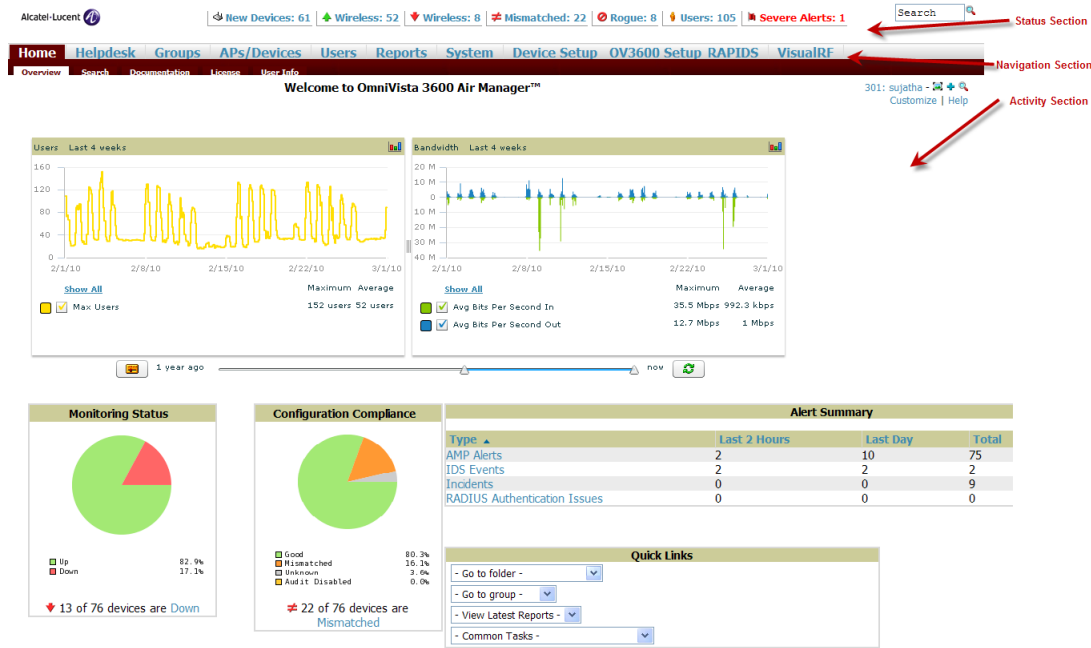 Alcatel-Lucent
New Devices: 61 Wireless: 52 Wireless: 8 Mismatched: 22 Rogue: 8 Users: 105 Severe Alerts: 1
Search
Status Section
Home Helpdesk Groups APs/Devices Users Reports System Device Setup OV3600 Setup RAPIDS VisualRF
Navigation Section
Overview Search Documentation License User Info
Welcome to OmniVista 3600 Air Manager™
301: sujatha -
Customize | Help
Activity Section
Users Last 4 weeks
160
120
80
40
0
2/1/10 2/8/10 2/15/10 2/22/10 3/1/10
Show All Maximum Average
Max Users 152 users 52 users
Bandwidth Last 4 weeks
20 M
10 M
0
10 M
20 M
30 M
40 M
2/1/10 2/8/10 2/15/10 2/22/10 3/1/10
Show All Maximum Average
Avg Bits Per Second In 35.5 Mbps 992.3 kbps
Avg Bits Per Second Out 12.7 Mbps 1 Mbps
1 year ago now
Monitoring Status
Up 82.9%
Down 17.1%
13 of 76 devices are Down
Configuration Compliance
Good 80.3%
Mismatched 16.1%
Unknown 3.6%
Audit Disabled 0.0%
≠ 22 of 76 devices are
Mismatched
Alert Summary
Type Last 2 Hours Last Day Total
AMP Alerts 2 10 75
IDS Events 2 2 2
Incidents 0 0 9
RADIUS Authentication Issues 0 0 0
Quick Links
- Go to folder -
- Go to group -
- View Latest Reports -
- Common Tasks -